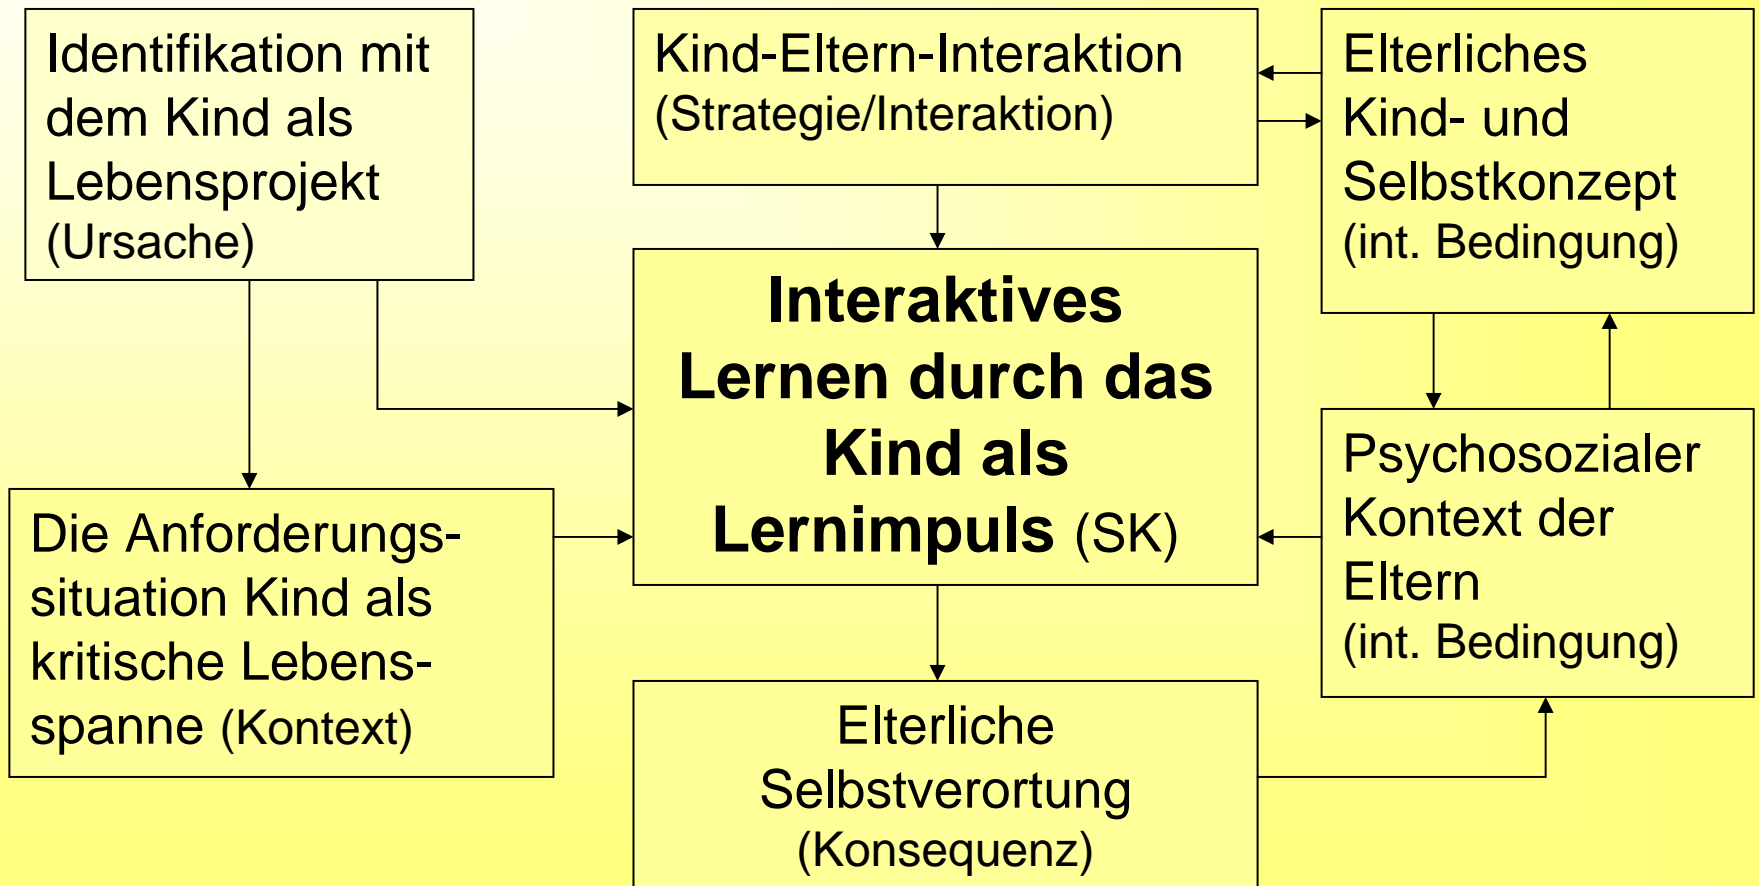 Identifikation mit
dem Kind als
Lebensprojekt
(Ursache)
Kind-Eltern-Interaktion
(Strategie/Interaktion)
Elterliches
Kind- und
Selbstkonzept
(int. Bedingung)
Interaktives
Lernen durch das
Kind als
Lernimpuls (SK)
Die Anforderungs-
situation Kind als
kritische Lebens-
spanne (Kontext)
Psychosozialer
Kontext der
Eltern
(int. Bedingung)
Elterliche
Selbstverortung
(Konsequenz)